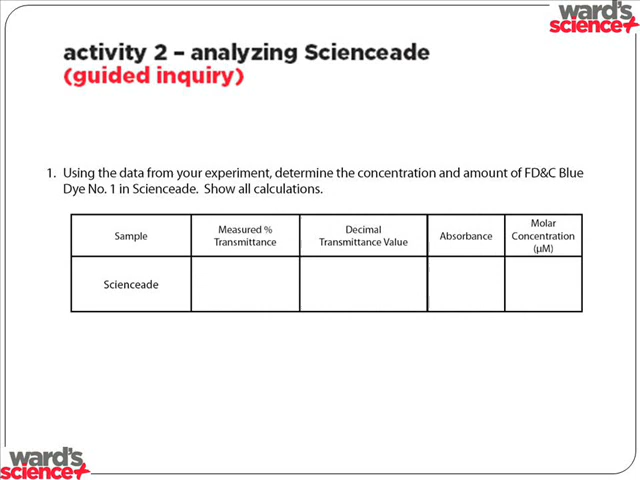 ward's
science+
activity 2 – analyzing Scienceade
(guided inquiry)
1. Using the data from your experiment, determine the concentration and amount of FD&C Blue
Dye No. 1 in Scienceade. Show all calculations.
Sample
Measured %
Transmittance
Decimal
Transmittance Value
Absorbance
Molar
Concentration
(μM)
Scienceade
ward's
science+